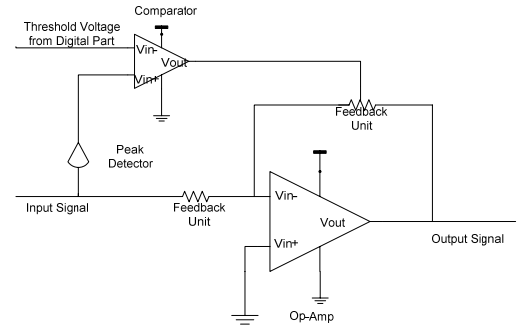 Comparator
Threshold Voltage
from Digital Part
Vin-
Vout
Vin+
Feedback
Unit
Peak
Detector
Input Signal
Feedback
Unit
Vin-
Vout
Vin+
Output Signal
Op-Amp